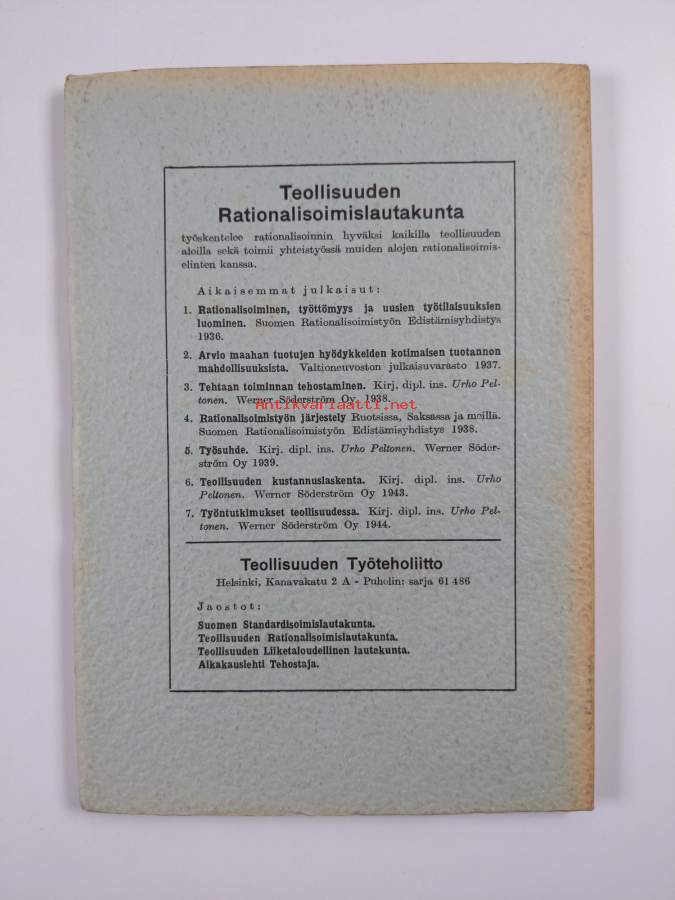 Teollisuuden
Rationalisoimislautakunta
työskentelee rationalisoinnin hyväksi kaikilla teollisuuden
aloilla sekä toimii yhteistyössä muiden alojen rationalisoimis-
elinten kanssa.
Aikaisemmat julkaisut:
1. Rationalisoiminen, työttömyys ja uusien työtilaisuuksien
luominen. Suomen Rationalisoimistyön Edistämisyhdistys
1936.
2. Arvio maahan tuotujen hyödykkeiden kotimaisen tuotannon
mahdollisuuksista. Valtioneuvoston julkaisuvarasto 1937.
3. Tehtaan toiminnan tehostaminen. Kirj. dipl. ins. Urho Pel-
tonen. Werner Söderström Oy 1938.
Antikvariaatti.net
4. Rationalisoimistyön järjestely Ruotsissa, Saksassa ja meillä.
Suomen Rationalisoimistyön Edistämisyhdistys 1938.
5. Työsuhde. Kirj. dipl. ins. Urho Peltonen. Werner Söder-
ström Oy 1939.
6. Teollisuuden kustannuslaskenta. Kirj. dipl. ins. Urho
Peltonen. Werner Söderström Oy 1943.
7. Työntutkimukset teollisuudessa. Kirj. dipl. ins. Urho Pel-
tonen. Werner Söderström Oy 1944.
Teollisuuden Työteholiitto
Helsinki, Kanavakatu 2 A - Puhelin: sarja 61 486
Jaostot:
Suomen Standardisoimislautakunta.
Teollisuuden Rationalisoimislautakunta.
Teollisuuden Liiketaloudellinen lautakunta.
Aikakauslehti Tehostaja.